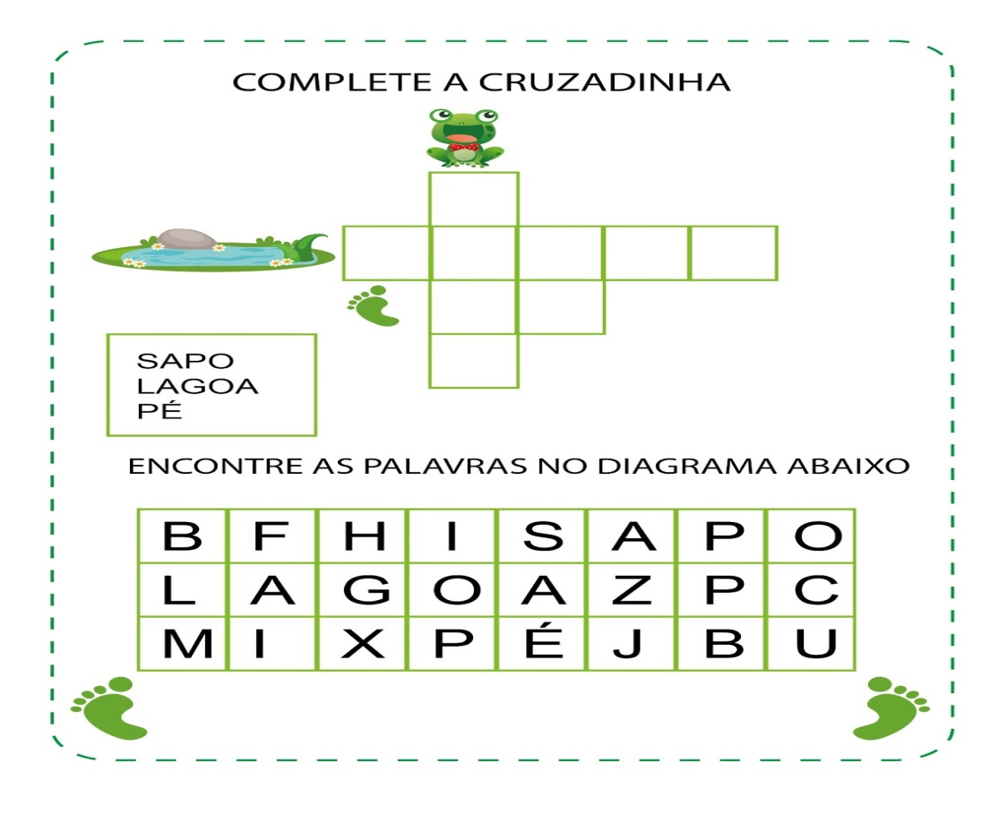 COMPLETE A CRUZADINHA
SAPO
LAGOA
PÉ
ENCONTRE AS PALAVRAS NO DIAGRAMA ABAIXO
B F H I S A P O
L A G O A Z P C
M I X P É J B U